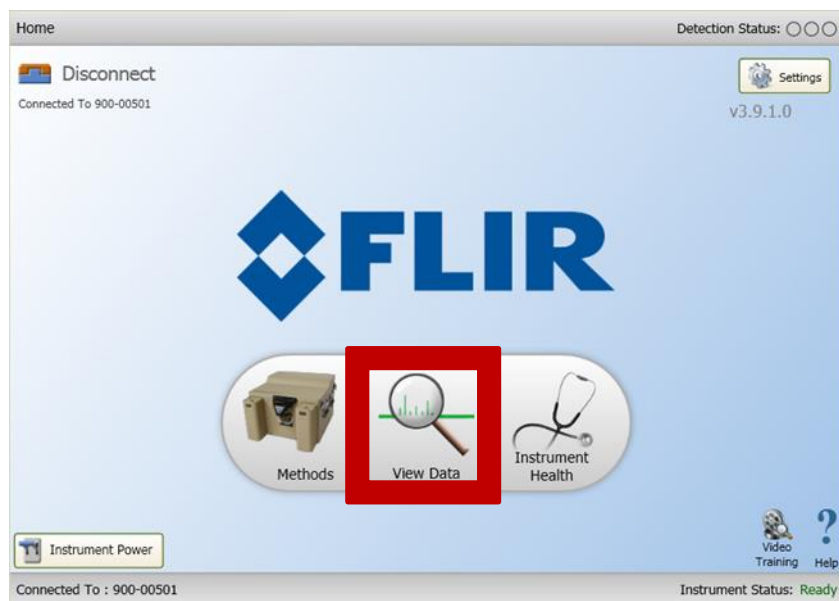 Home
Detection Status:
Disconnect
Settings
Connected To 900-00501
v3.9.1.0
FLIR
Methods
View Data
Instrument
Health
Instrument Power
Video
Training
? Help
Connected To : 900-00501
Instrument Status: Ready